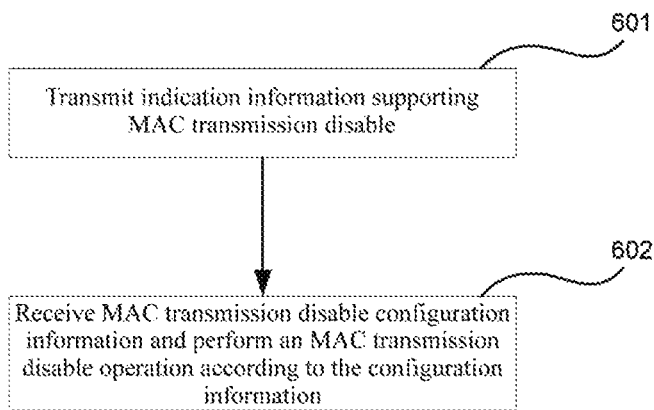 601
Transmit indication information supporting
MAC transmission disable
602
Receive MAC transmission disable configuration
information and perform an MAC transmission
disable operation according to the configuration
information